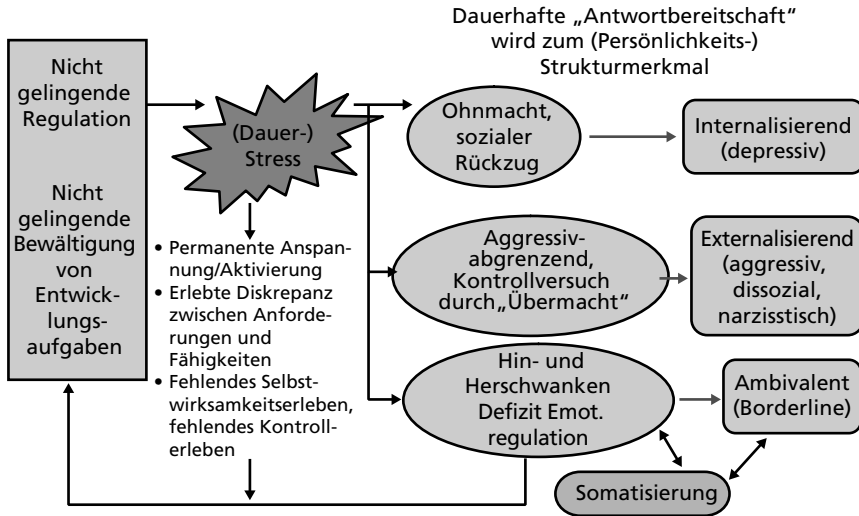 Dauerhafte „Antwortbereitschaft“
wird zum (Persönlichkeits-)
Strukturmerkmal
Nicht
gelingende
Regulation
Nicht
gelingende
Bewältigung
von
Entwick-
lungs-
aufgaben
(Dauer-)
Stress
• Permanente Anspan-
nung/Aktivierung
• Erlebte Diskrepanz
zwischen Anforde-
rungen und
Fähigkeiten
• Fehlendes Selbst-
wirksamkeitserleben,
fehlendes Kontroll-
erleben
Ohnmacht,
sozialer
Rückzug
Internalisierend
(depressiv)
Aggressiv-
abgrenzend,
Kontrollversuch
durch„Übermacht“
Externalisierend
(aggressiv,
dissozial,
narzisstisch)
Hin- und
Herschwanken
Defizit Emot.
regulation
Ambivalent
(Borderline)
Somatisierung